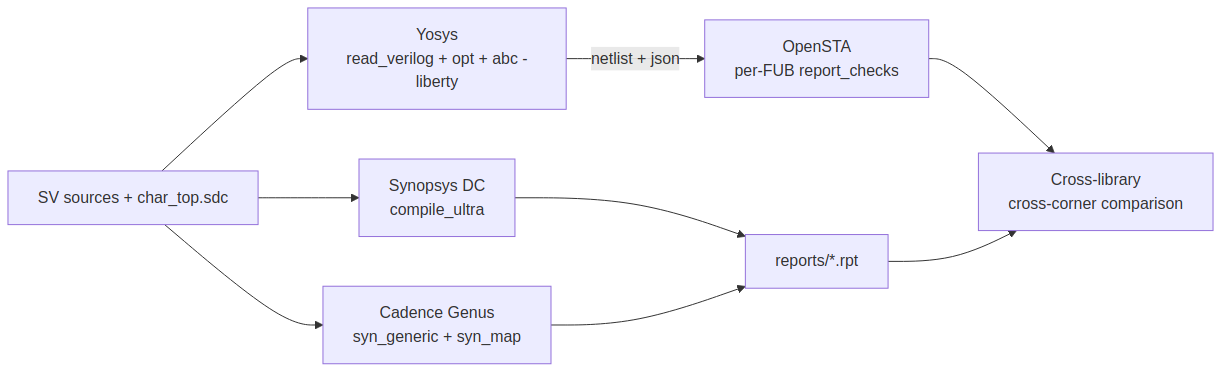 Yosys
read_verilog + opt + abc -
liberty
netlist + json
OpenSTA
per-FUB report_checks
SV sources + char_top.sdc
Synopsys DC
compile_ultra
Cross-library
cross-corner comparison
reports/*.rpt
Cadence Genus
syn_generic + syn_map